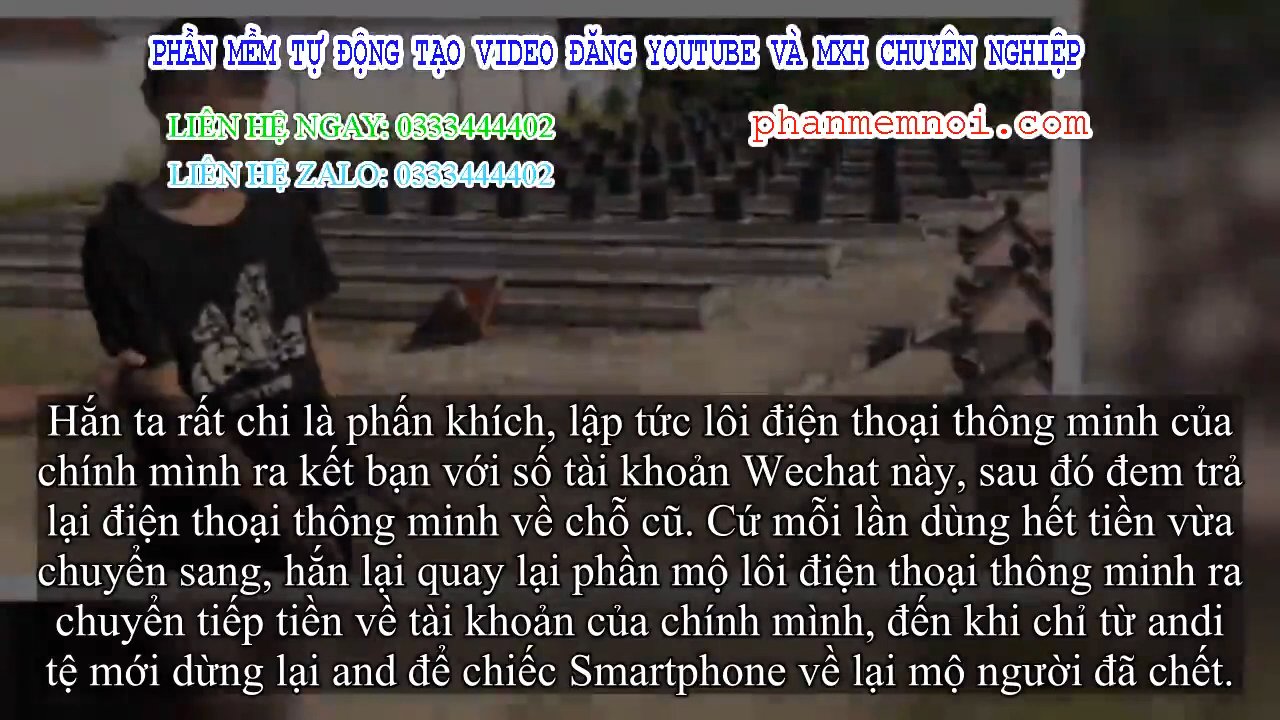 PHẦN MỀM TỰ ĐỘNG TẠO VIDEO ĐĂNG YOUTUBE VÀ MXH CHUYÊN NGHIỆP
LIÊN HỆ NGAY: 0333444402
phanmemnoi.com
LIÊN HỆ ZALO: 0333444402
Hắn ta rất chi là phấn khích, lập tức lôi điện thoại thông minh của
chính mình ra kết bạn với số tài khoản Wechat này, sau đó đem trả
lại điện thoại thông minh về chỗ cũ. Cứ mỗi lần dùng hết tiền vừa
chuyển sang, hắn lại quay lại phần mộ lôi điện thoại thông minh ra
chuyển tiếp tiền về tài khoản của chính mình, đến khi chỉ từ andi
tệ mới dừng lại and để chiếc Smartphone về lại mộ người đã chết.